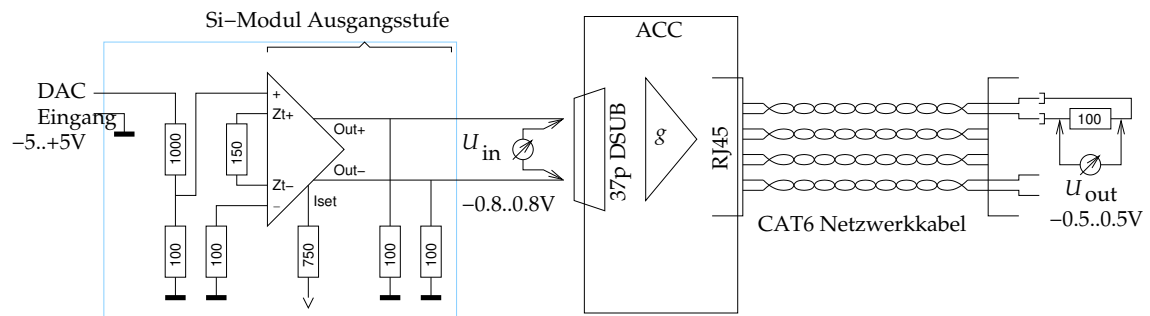 Si−Modul Ausgangsstufe
ACC
DAC
Eingang
−5..+5V
+
Zt+
Zt−
−
Out+
Out−
Iset
1000
150
100
100
750
100
100
U in
−0.8..0.8V
37p DSUB
g
RJ45
CAT6 Netzwerkkabel
100
U out
−0.5..0.5V